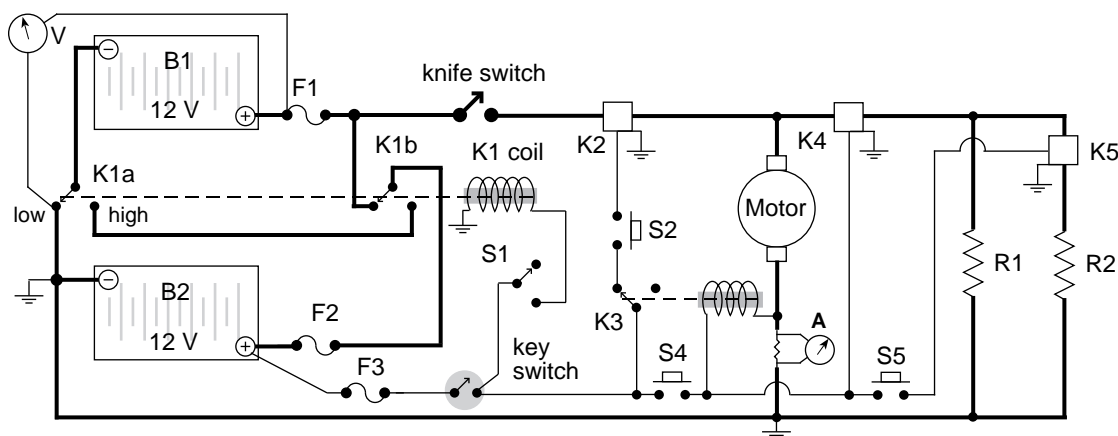 V
B1
12 V
F1
knife switch
K1a
K1b
K1 coil
K2
K4
K5
low
high
S1
S2
Motor
R1
R2
B2
12 V
F2
F3
key
switch
K3
S4
A
S5